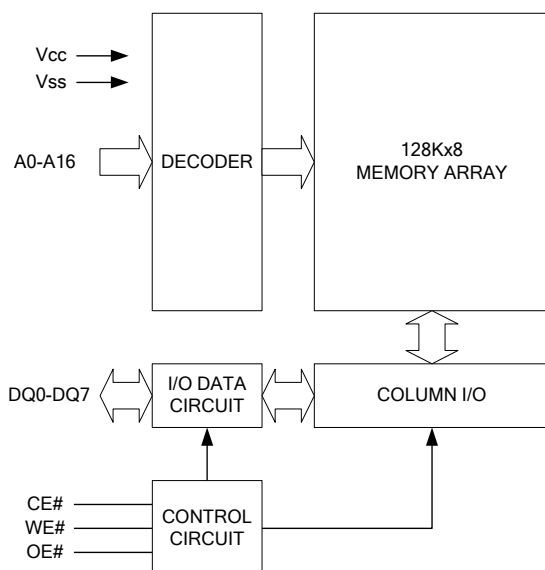 Vcc
Vss
A0-A16
DECODER
128Kx8
MEMORY ARRAY
DQ0-DQ7
I/O DATA
CIRCUIT
COLUMN I/O
CE#
WE#
OE#
CONTROL
CIRCUIT